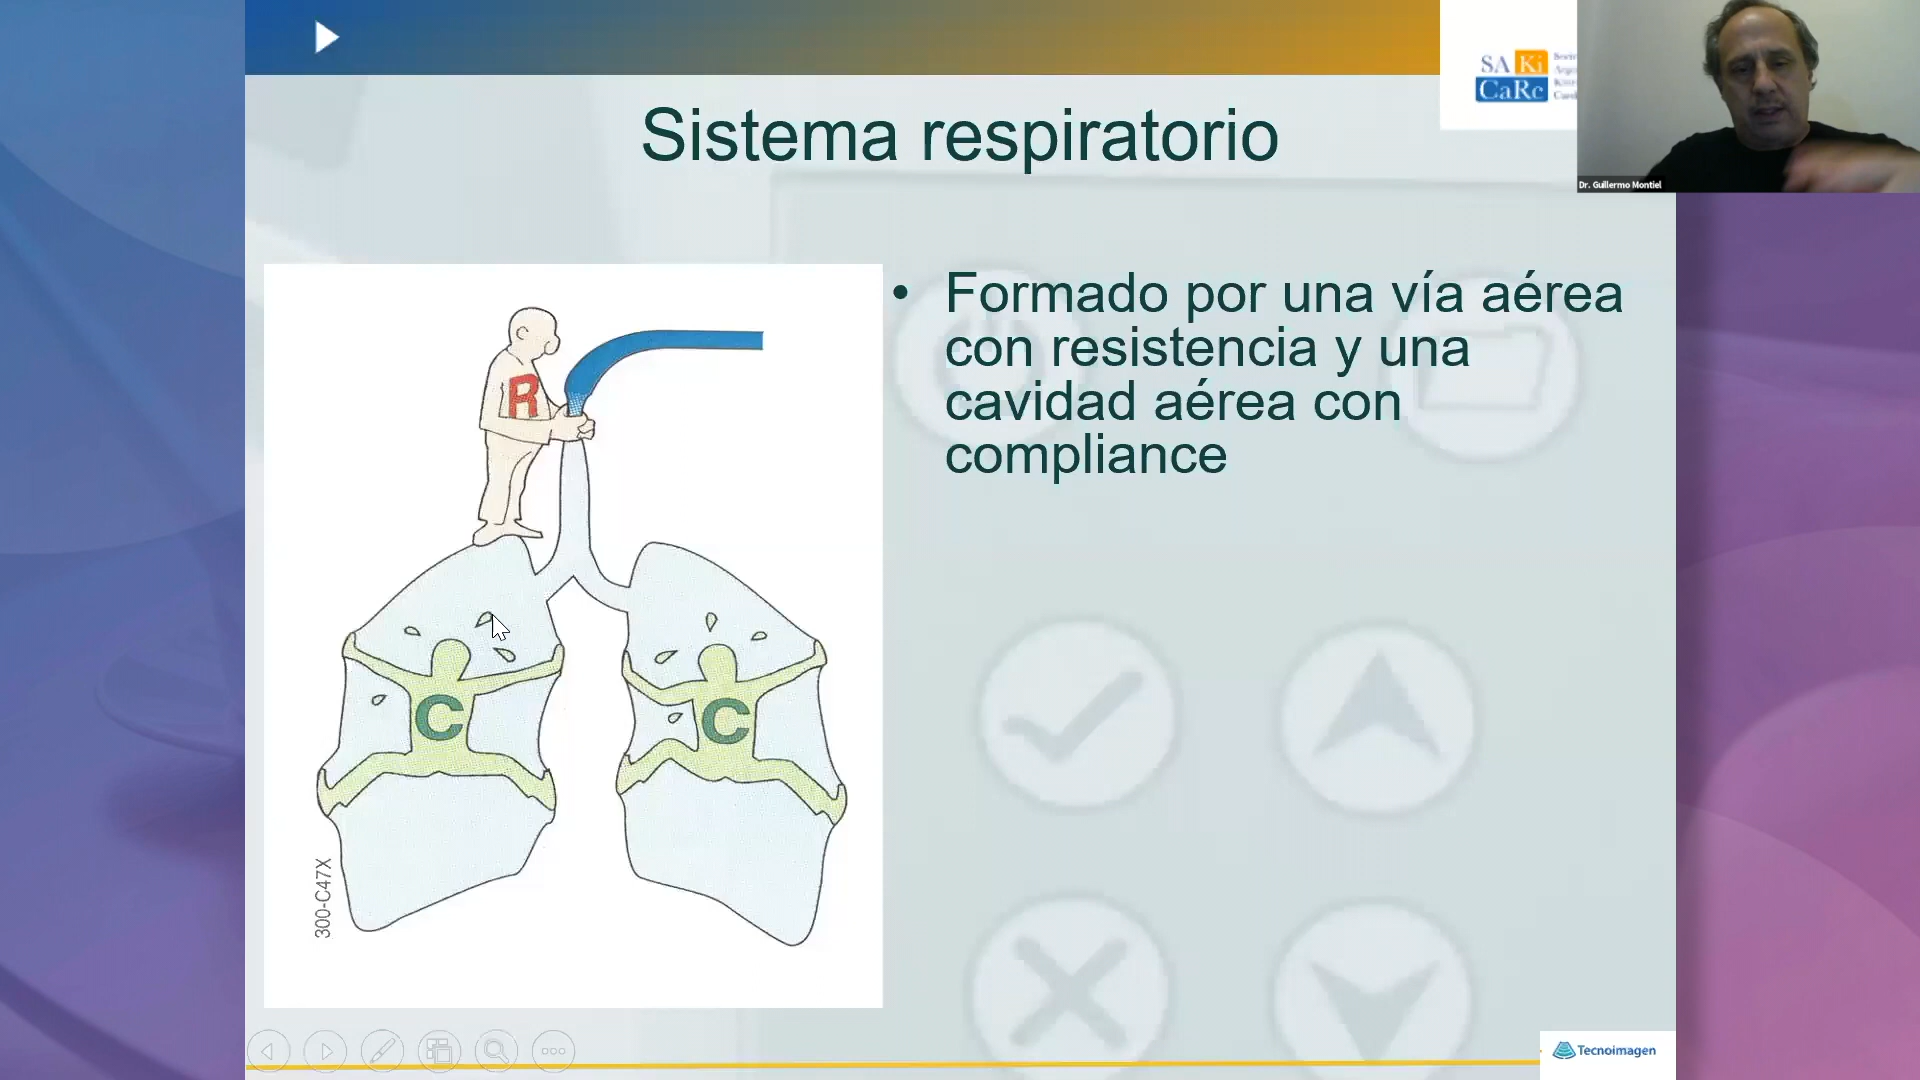 Sistema respiratorio
SA Ki
CaRe
Dr. Guillermo Montiel
• Formado por una vía aérea
con resistencia y una
cavidad aérea con
compliance
R
C
C
300-C47X
Tecnoimagen